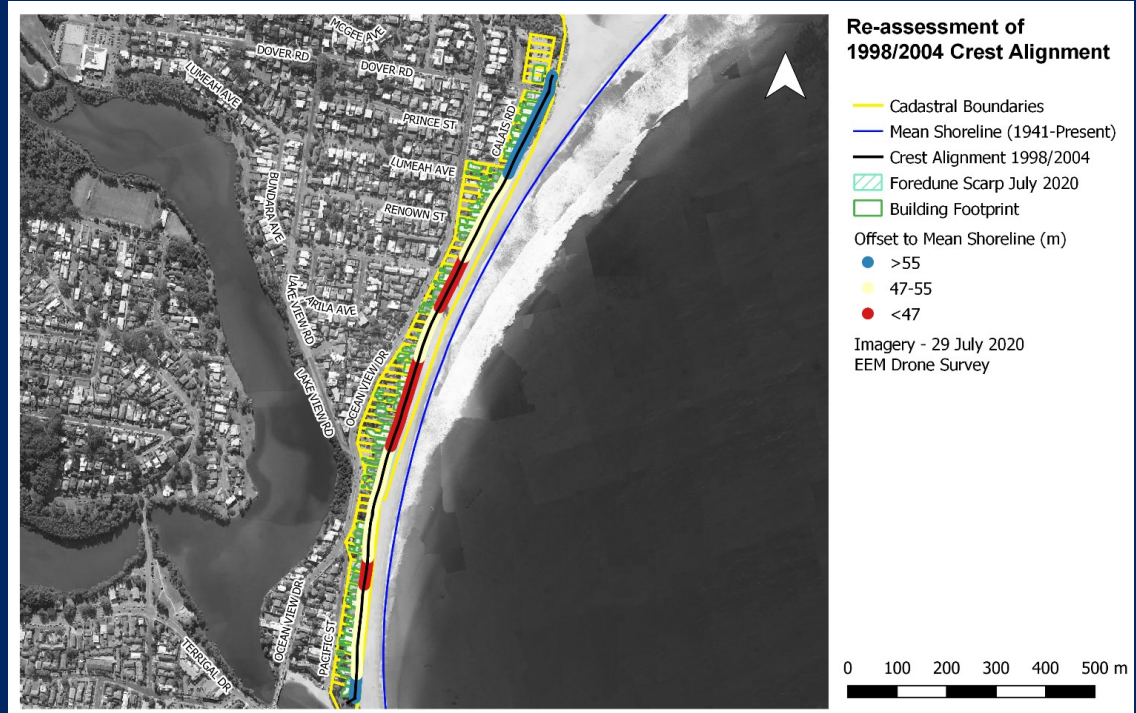 Re-assessment of
1998/2004 Crest Alignment
Cadastral Boundaries
Mean Shoreline (1941-Present)
Crest Alignment 1998/2004
Foredune Scarp July 2020
Building Footprint
Offset to Mean Shoreline (m)
>55
47-55
<47
Imagery - 29 July 2020
EEM Drone Survey
0 100 200 300 400 500 m
MCGEE AVE
DOVER RD
DOVER RD
LUMEAH AVE
PRINCE ST
CALAIS RD
LUMEAH AVE
BUNDARA AVE
RENOWN ST
LAKE VIEW RD
ARILA AVE
OCEAN VIEW DR
LAKE VIEW RD
OCEAN VIEW DR
PACIFIC ST
TERRIGAL DR